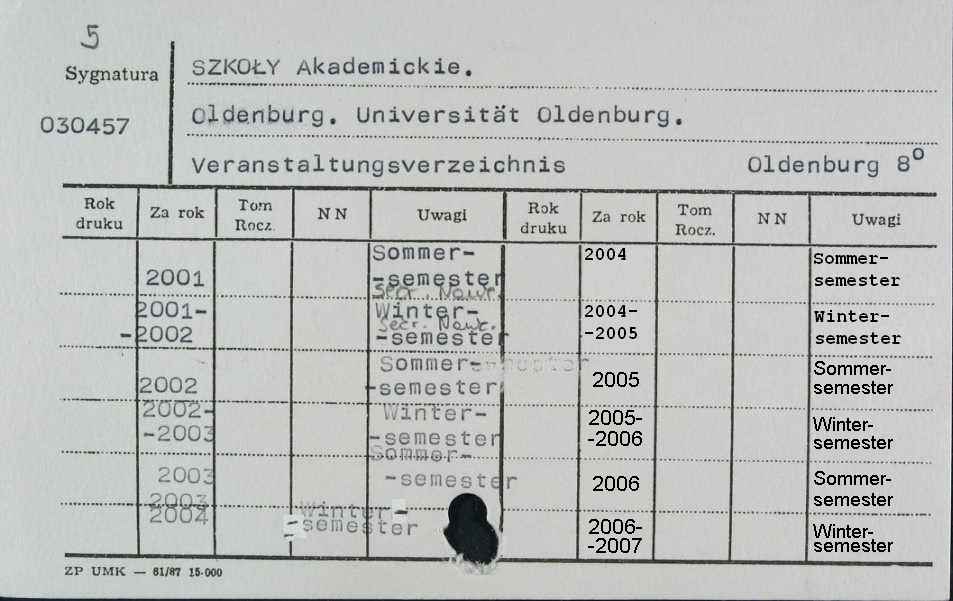 5
Sygnatura
030457
SZKOŁY Akademickie.
Oldenburg. Universität Oldenburg.
Veranstaltungsverzeichnis Oldenburg 8°
Rok druku Za rok Tom Rocz. N N Uwagi Rok druku Za rok Tom Rocz. N N Uwagi
Sommer- 2004 Sommer-
2001 -semester semester
2001- Winter- 2004- Winter-
-2002 -semester -2005 semester
Sommer- Sommer-
2002 -semester 2005 semester
2002- Winter- 2005- Winter-
-2003 -semester -2006 semester
Sommer- Sommer-
2003 -semester 2006 semester
2003 Winter- 2006- Winter-
2004 -semester -2007 semester
ZP UMK — 81/87 15·000